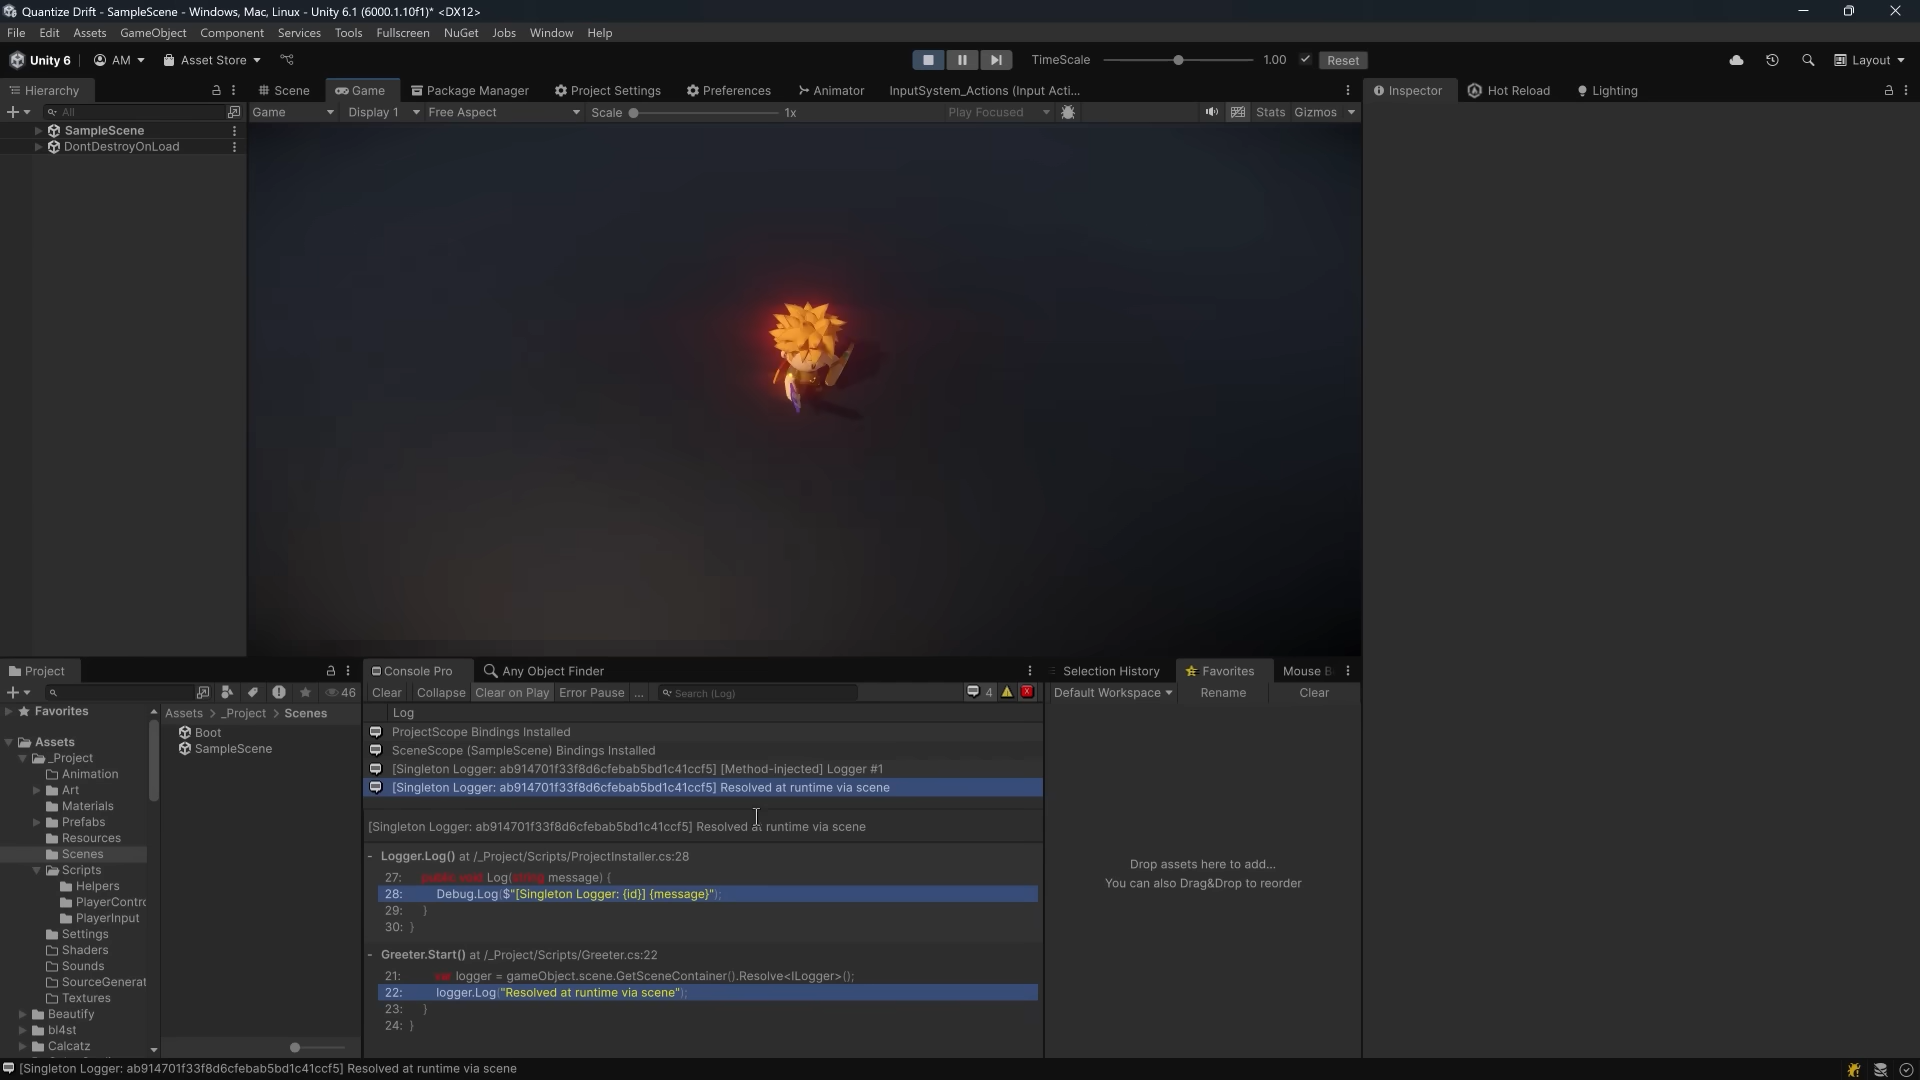 Quantize Drift - SampleScene - Windows, Mac, Linux - Unity 6.1 (6000.1.10f1)* <DX12>
File Edit Assets GameObject Component Services Tools Fullscreen NuGet Jobs Window Help
Unity 6 AM Asset Store TimeScale 1.00 Reset Layout
Hierarchy Scene Game Package Manager Project Settings Preferences Animator InputSystem_Actions (Input Acti... Inspector Hot Reload Lighting
All Game Display 1 Free Aspect Scale 1x Play Focused Stats Gizmos
SampleScene
DontDestroyOnLoad
Project Console Pro Any Object Finder Selection History Favorites Mouse B
46 Clear Collapse Clear on Play Error Pause ... Search (Log) 4 Default Workspace Rename Clear
Favorites
Assets > _Project > Scenes
Log
Boot
SampleScene
Assets
_Project
Animation
Art
Materials
Prefabs
Resources
Scenes
Scripts
Helpers
PlayerContro
PlayerInput
Settings
Shaders
Sounds
SourceGenerat
Textures
Beautify
bl4st
Calcatz
ProjectScope Bindings Installed
SceneScope (SampleScene) Bindings Installed
[Singleton Logger: ab914701f33f8d6cfebab5bd1c41ccf5] [Method-injected] Logger #1
[Singleton Logger: ab914701f33f8d6cfebab5bd1c41ccf5] Resolved at runtime via scene
[Singleton Logger: ab914701f33f8d6cfebab5bd1c41ccf5] Resolved at runtime via scene
- Logger.Log() at /_Project/Scripts/ProjectInstaller.cs:28
27: public void Log(string message) {
28: Debug.Log($"[Singleton Logger: {id}] {message}");
29: }
30: }
- Greeter.Start() at /_Project/Scripts/Greeter.cs:22
21: var logger = gameObject.scene.GetSceneContainer().Resolve<ILogger>();
22: logger.Log("Resolved at runtime via scene");
23: }
24: }
Drop assets here to add...
You can also Drag&Drop to reorder
[Singleton Logger: ab914701f33f8d6cfebab5bd1c41ccf5] Resolved at runtime via scene